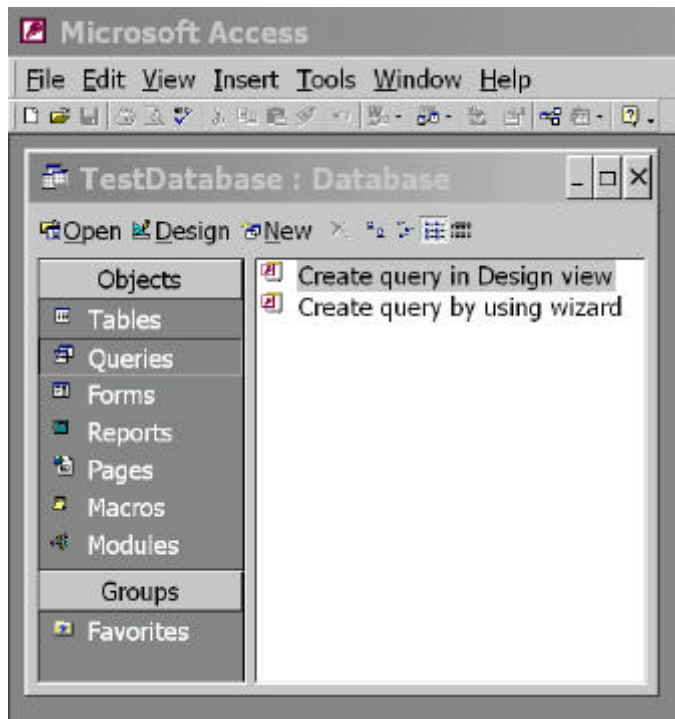 Microsoft Access
File Edit View Insert Tools Window Help
TestDatabase : Database
Open Design New
Objects
Tables
Queries
Forms
Reports
Pages
Macros
Modules
Groups
Favorites
Create query in Design view
Create query by using wizard